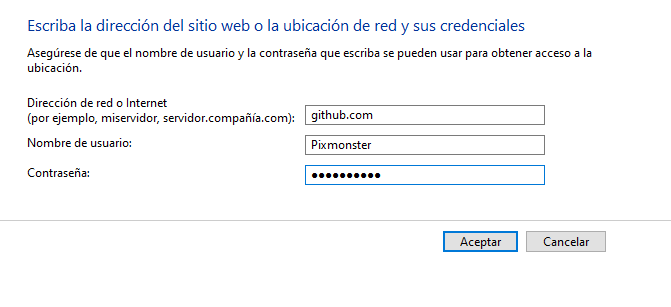 Escriba la dirección del sitio web o la ubicación de red y sus credenciales
Asegúrese de que el nombre de usuario y la contraseña que escriba se pueden usar para obtener acceso a la
ubicación.
Dirección de red o Internet
(por ejemplo, miservidor, servidor.compañía.com): github.com
Nombre de usuario: Pixmonster
Contraseña: ●●●●●●●●●●
Aceptar Cancelar